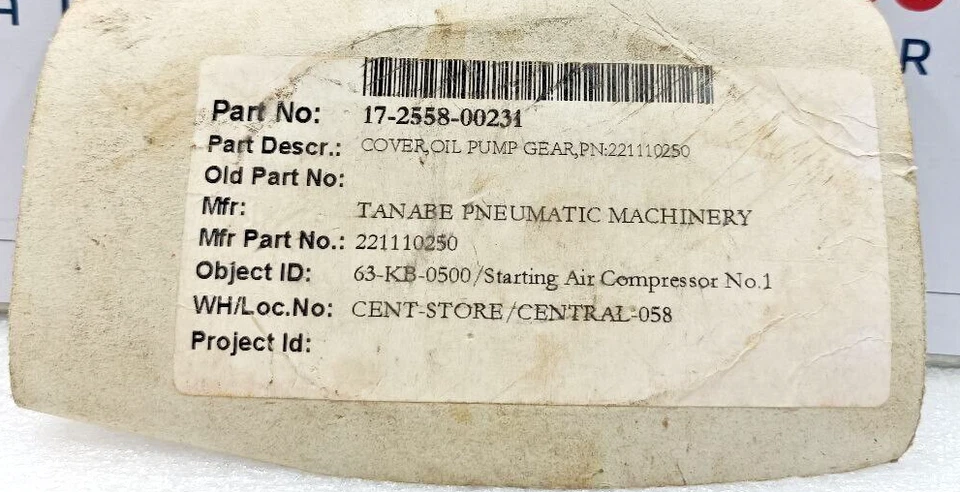 Part No: 17-2558-00231
Part Descr.: COVER,OIL PUMP GEAR,PN:221110250
Old Part No:
Mfr: TANABE PNEUMATIC MACHINERY
Mfr Part No.: 221110250
Object ID: 63-KB-0500/Starting Air Compressor No.1
WH/Loc.No: CENT-STORE/CENTRAL-058
Project Id: